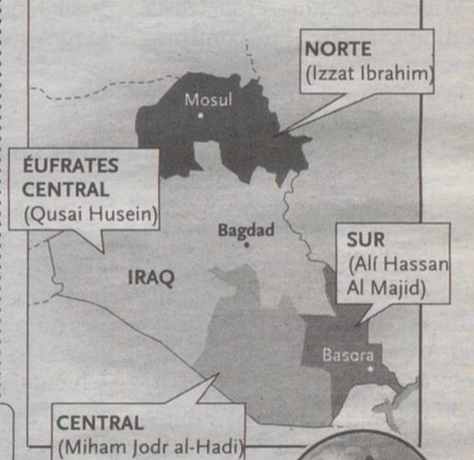 NORTE
(Izzat Ibrahim)
Mosul
ÉUFRATES
CENTRAL
(Qusai Husein)
Bagdad
SUR
(Alí Hassan
Al Majid)
IRAQ
Basora
CENTRAL
(Miham Jodr al-Hadi)